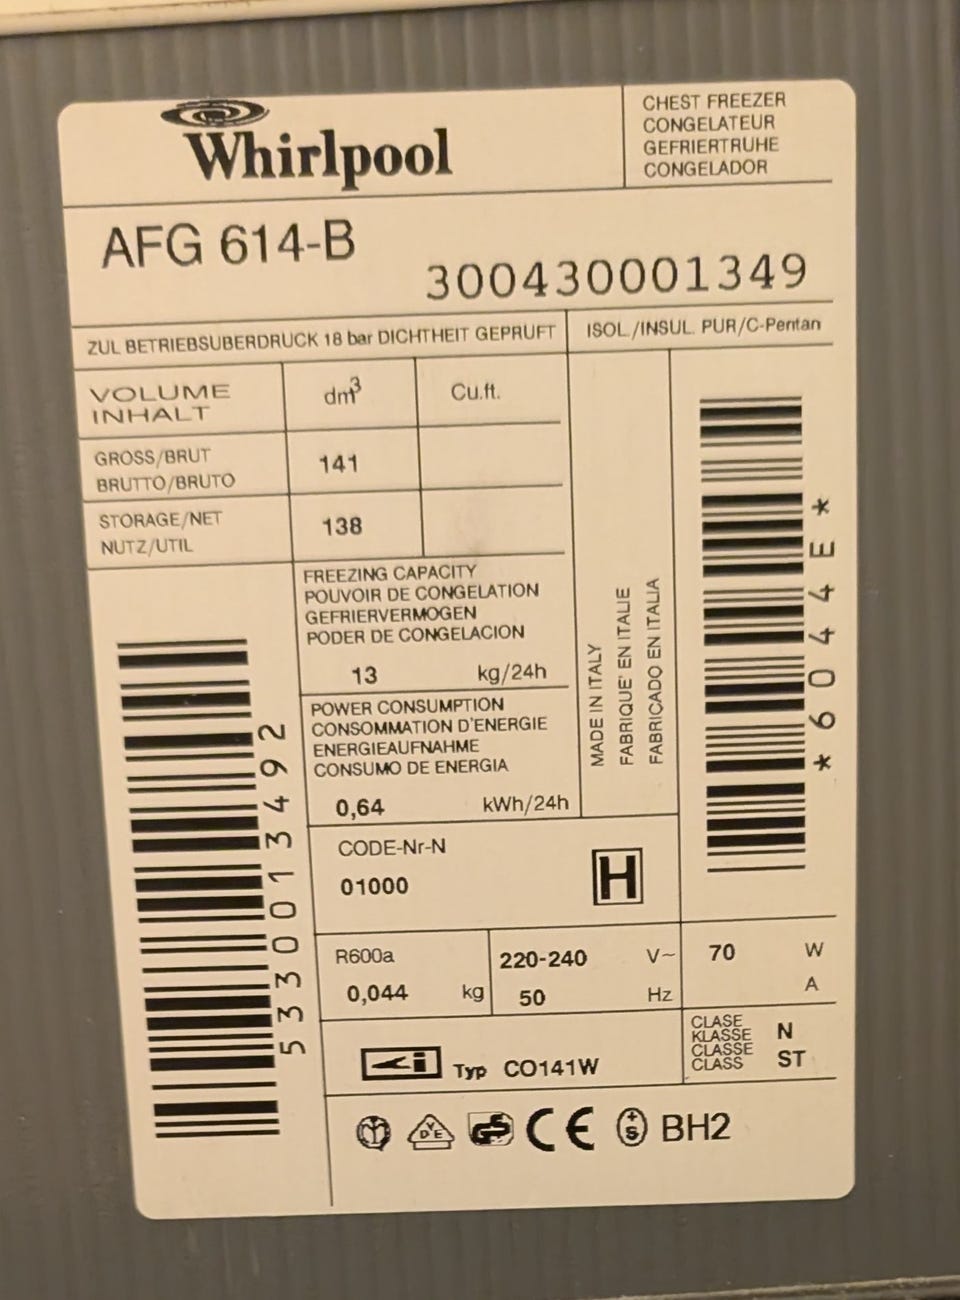 Whirlpool
CHEST FREEZER
CONGELATEUR
GEFRIERTRUHE
CONGELADOR
AFG 614-B
300430001349
ZUL BETRIEBSUBERDRUCK 18 bar DICHTHEIT GEPRUFT
ISOL./INSUL. PUR/C-Pentan
VOLUME
INHALT
dm³
Cu.ft.
GROSS/BRUT
BRUTTO/BRUTO
141
STORAGE/NET
NUTZ/UTIL
138
FREEZING CAPACITY
POUVOIR DE CONGELATION
GEFRIERVERMOGEN
PODER DE CONGELACION
13 kg/24h
POWER CONSUMPTION
CONSOMMATION D'ENERGIE
ENERGIEAUFNAHME
CONSUMO DE ENERGIA
0,64 kWh/24h
MADE IN ITALY
FABRIQUE' EN ITALIE
FABRICADO EN ITALIA
*6044E*
533001013492
CODE-Nr-N
01000
H
R600a
0,044 kg
220-240 V~
50 Hz
70 W
A
Typ CO141W
CLASE
KLASSE
CLASSE
CLASS
N
ST
VDE
GS
CE
+S
BH2